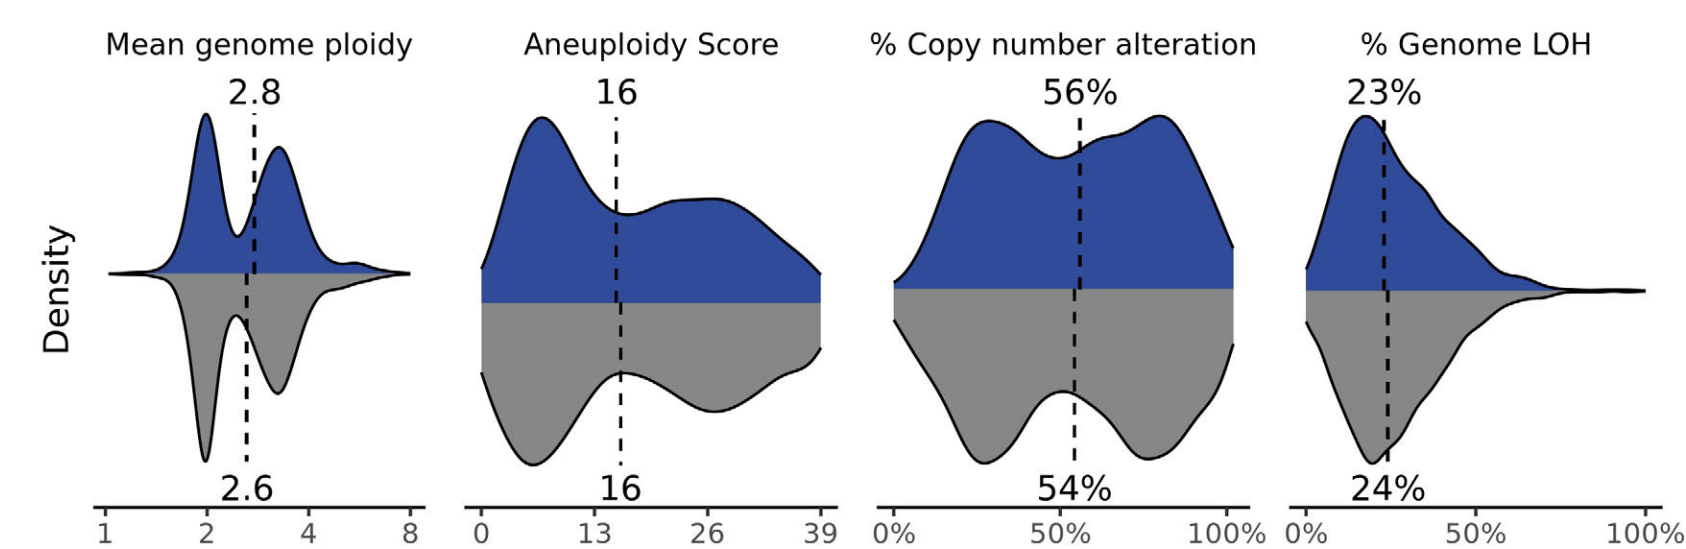 Mean genome ploidy
Aneuploidy Score
% Copy number alteration
% Genome LOH
2.8
16
56%
23%
Density
2.6
16
54%
24%
1 2 4 8
0 13 26 39
0% 50% 100%
0% 50% 100%